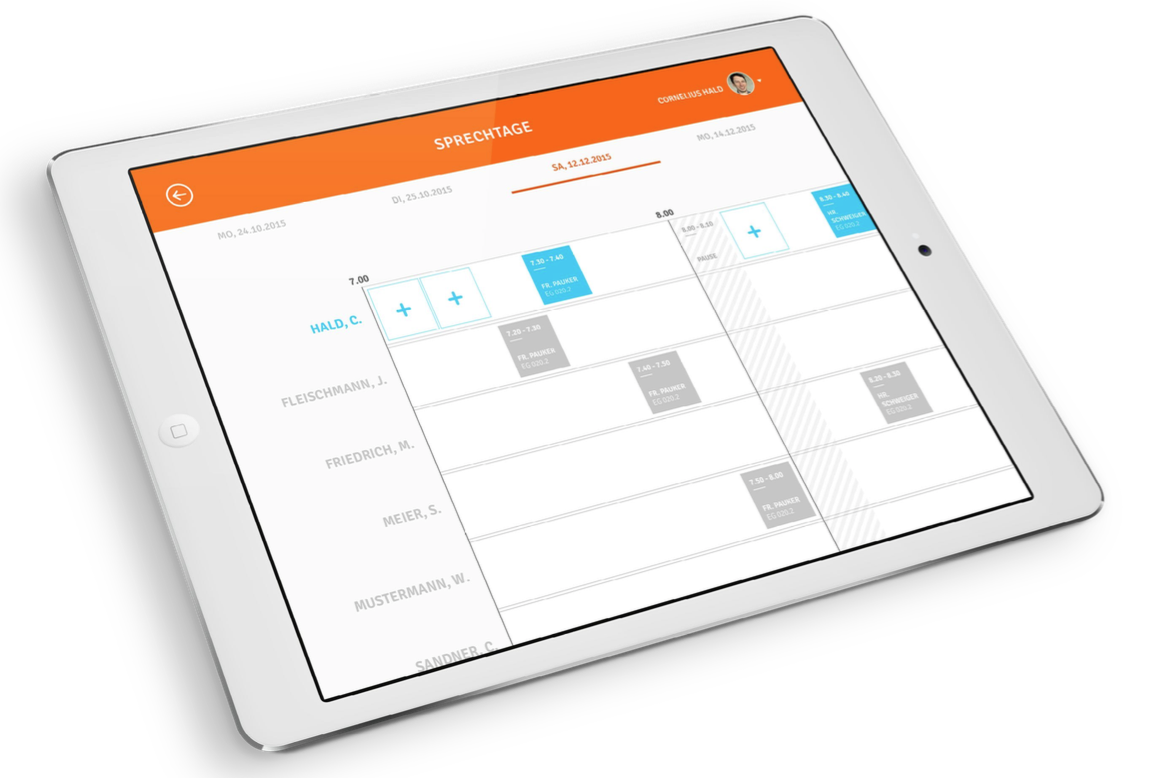 SPRECHTAGE
CORNELIUS HALD
MO, 24.10.2015
DI, 25.10.2015
SA, 12.12.2015
MO, 14.12.2015
7.00
8.00
HALD, C.
7.30 - 7.40
FR. PAUKER
EG 020.2
8.00 - 8.10
PAUSE
8.30 - 8.40
HR.
SCHWEIGER
EG 020.2
FLEISCHMANN, J.
7.20 - 7.30
FR. PAUKER
EG 020.2
FRIEDRICH, M.
7.40 - 7.50
FR. PAUKER
EG 020.2
MEIER, S.
8.20 - 8.30
HR.
SCHWEIGER
EG 020.2
MUSTERMANN, W.
7.50 - 8.00
FR. PAUKER
EG 020.2
SANDNER, C.